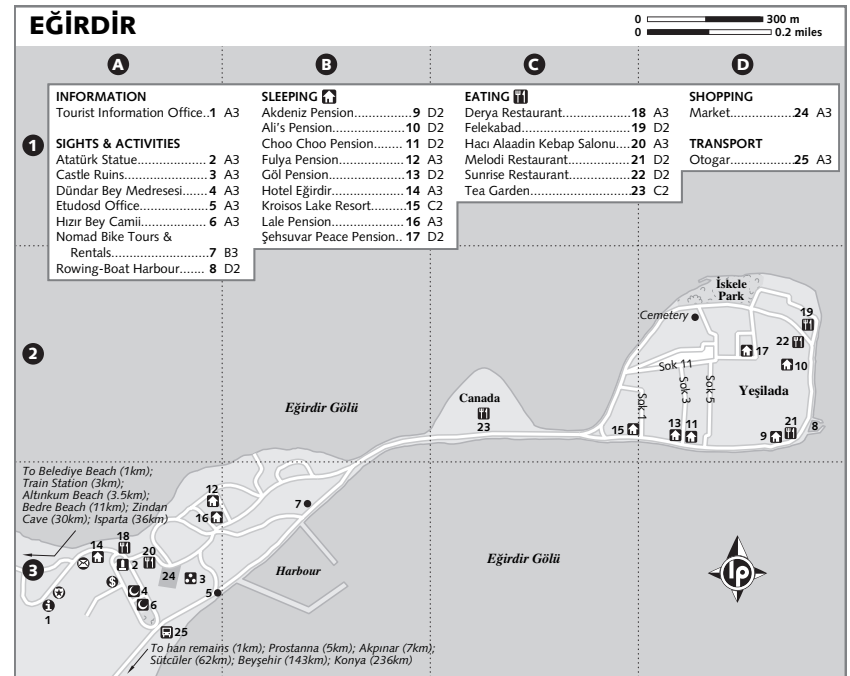 EĞİRDİR
0 300 m
0 0.2 miles
A B C D
1
INFORMATION
Tourist Information Office..1 A3
SIGHTS & ACTIVITIES
Atatürk Statue................ 2 A3
Castle Ruins................... 3 A3
Dündar Bey Medresesi...... 4 A3
Etudosd Office................ 5 A3
Hızır Bey Camii................ 6 A3
Nomad Bike Tours &
Rentals........................7 B3
Rowing-Boat Harbour....... 8 D2
SLEEPING
Akdeniz Pension...............9 D2
Ali's Pension...................10 D2
Choo Choo Pension........ 11 D2
Fulya Pension.................12 A3
Göl Pension...................13 D2
Hotel Eğirdir..................14 A3
Kroisos Lake Resort........15 C2
Lale Pension..................16 A3
Şehsuvar Peace Pension.. 17 D2
EATING
Derya Restaurant...............18 A3
Felekabad........................19 D2
Hacı Alaadin Kebap Salonu....20 A3
Melodi Restaurant..............21 D2
Sunrise Restaurant.............22 D2
Tea Garden......................23 C2
SHOPPING
Market...................24 A3
TRANSPORT
Otogar...................25 A3
2
İskele
Park
Cemetery
19
22
17
10
Sok 11
Sok 1
Sok 3
Sok 5
Yeşilada
Canada
23
Eğirdir Gölü
15
13 11
9
21
8
To Belediye Beach (1km);
Train Station (3km);
Altınkum Beach (3.5km);
Bedre Beach (11km); Zindan
Cave (30km); Isparta (36km)
12
16
7
3
14
18
20
2
24
3
4
6
5
1
$
i
Harbour
Eğirdir Gölü
lp
25
To han remains (1km); Prostanna (5km); Akpınar (7km);
Sütcüler (62km); Beyşehir (143km); Konya (236km)